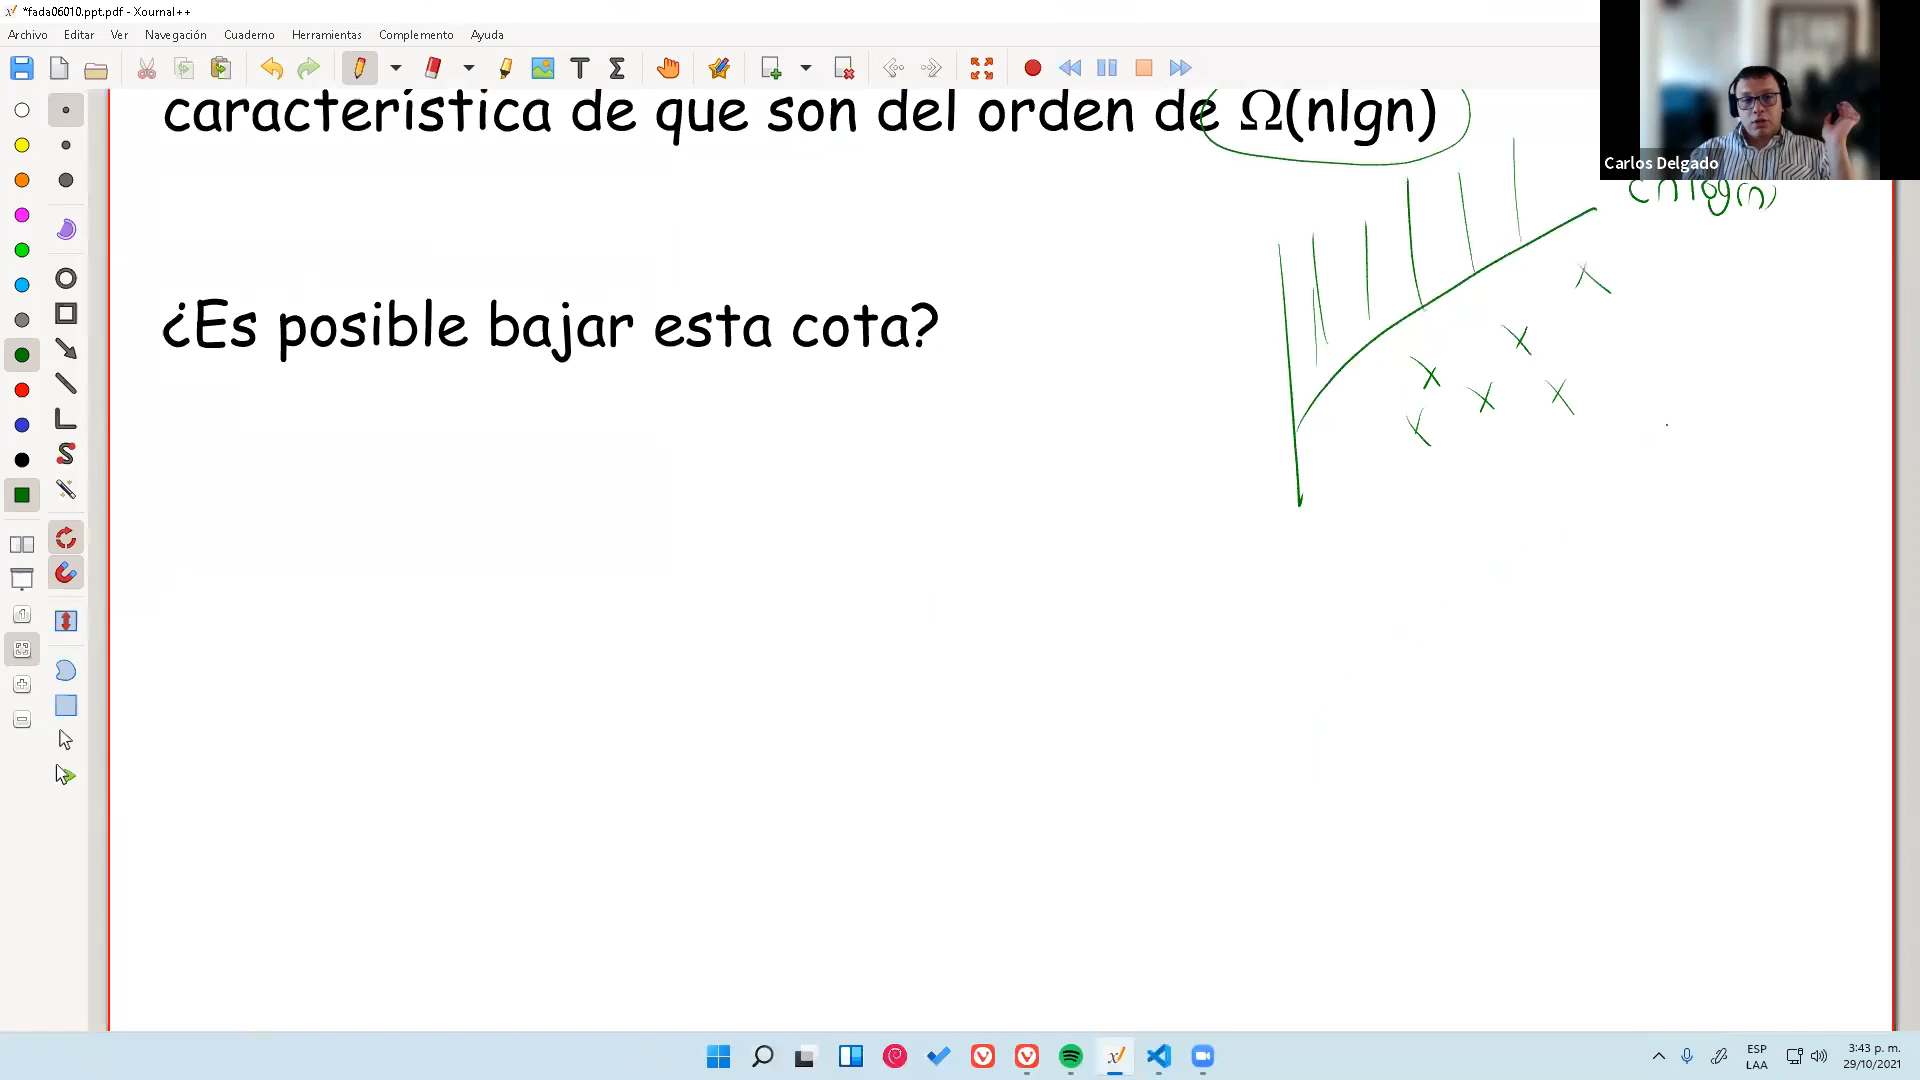 *fada06010.ppt.pdf - Xournal++
Archivo Editar Ver Navegación Cuaderno Herramientas Complemento Ayuda
característica de que son del orden de Ω(nlgn)
Carlos Delgado
c n log(n)
¿Es posible bajar esta cota?
x
x
x
x
x
x
ESP
LAA
3:43 p. m.
29/10/2021